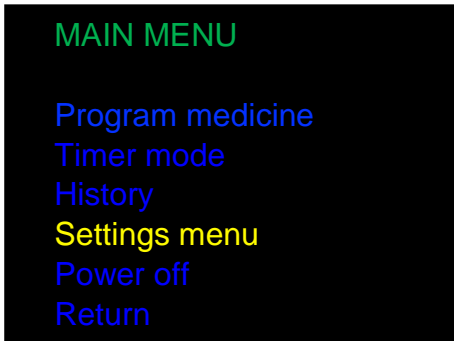 MAIN MENU
Program medicine
Timer mode
History
Settings menu
Power off
Return